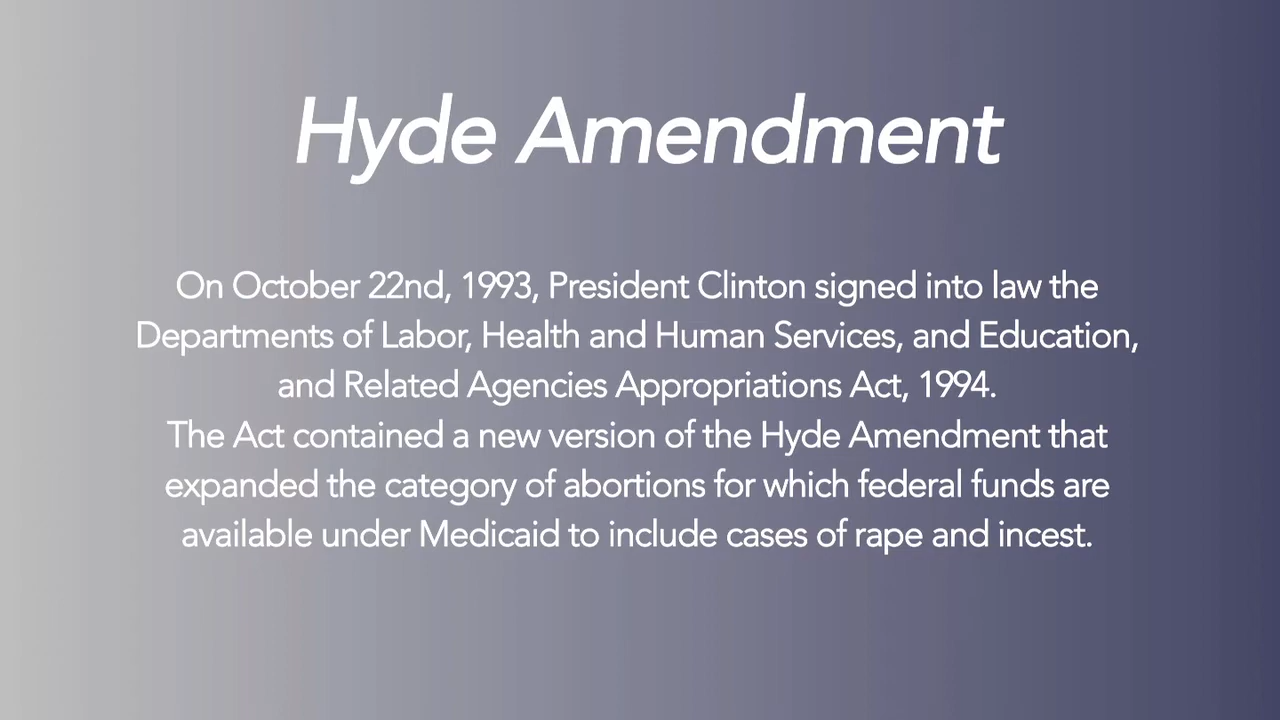 Hyde Amendment
On October 22nd, 1993, President Clinton signed into law the
Departments of Labor, Health and Human Services, and Education,
and Related Agencies Appropriations Act, 1994.
The Act contained a new version of the Hyde Amendment that
expanded the category of abortions for which federal funds are
available under Medicaid to include cases of rape and incest.